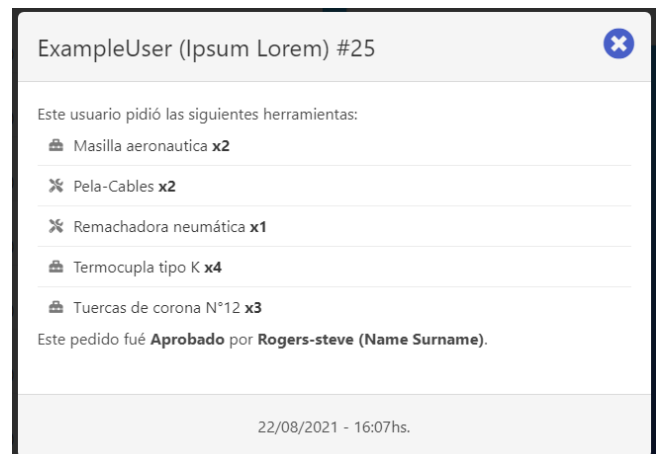 ExampleUser (Ipsum Lorem) #25
Este usuario pidió las siguientes herramientas:
Masilla aeronautica x2
Pela-Cables x2
Remachadora neumática x1
Termocupla tipo K x4
Tuercas de corona N°12 x3
Este pedido fué Aprobado por Rogers-steve (Name Surname).
22/08/2021 - 16:07hs.